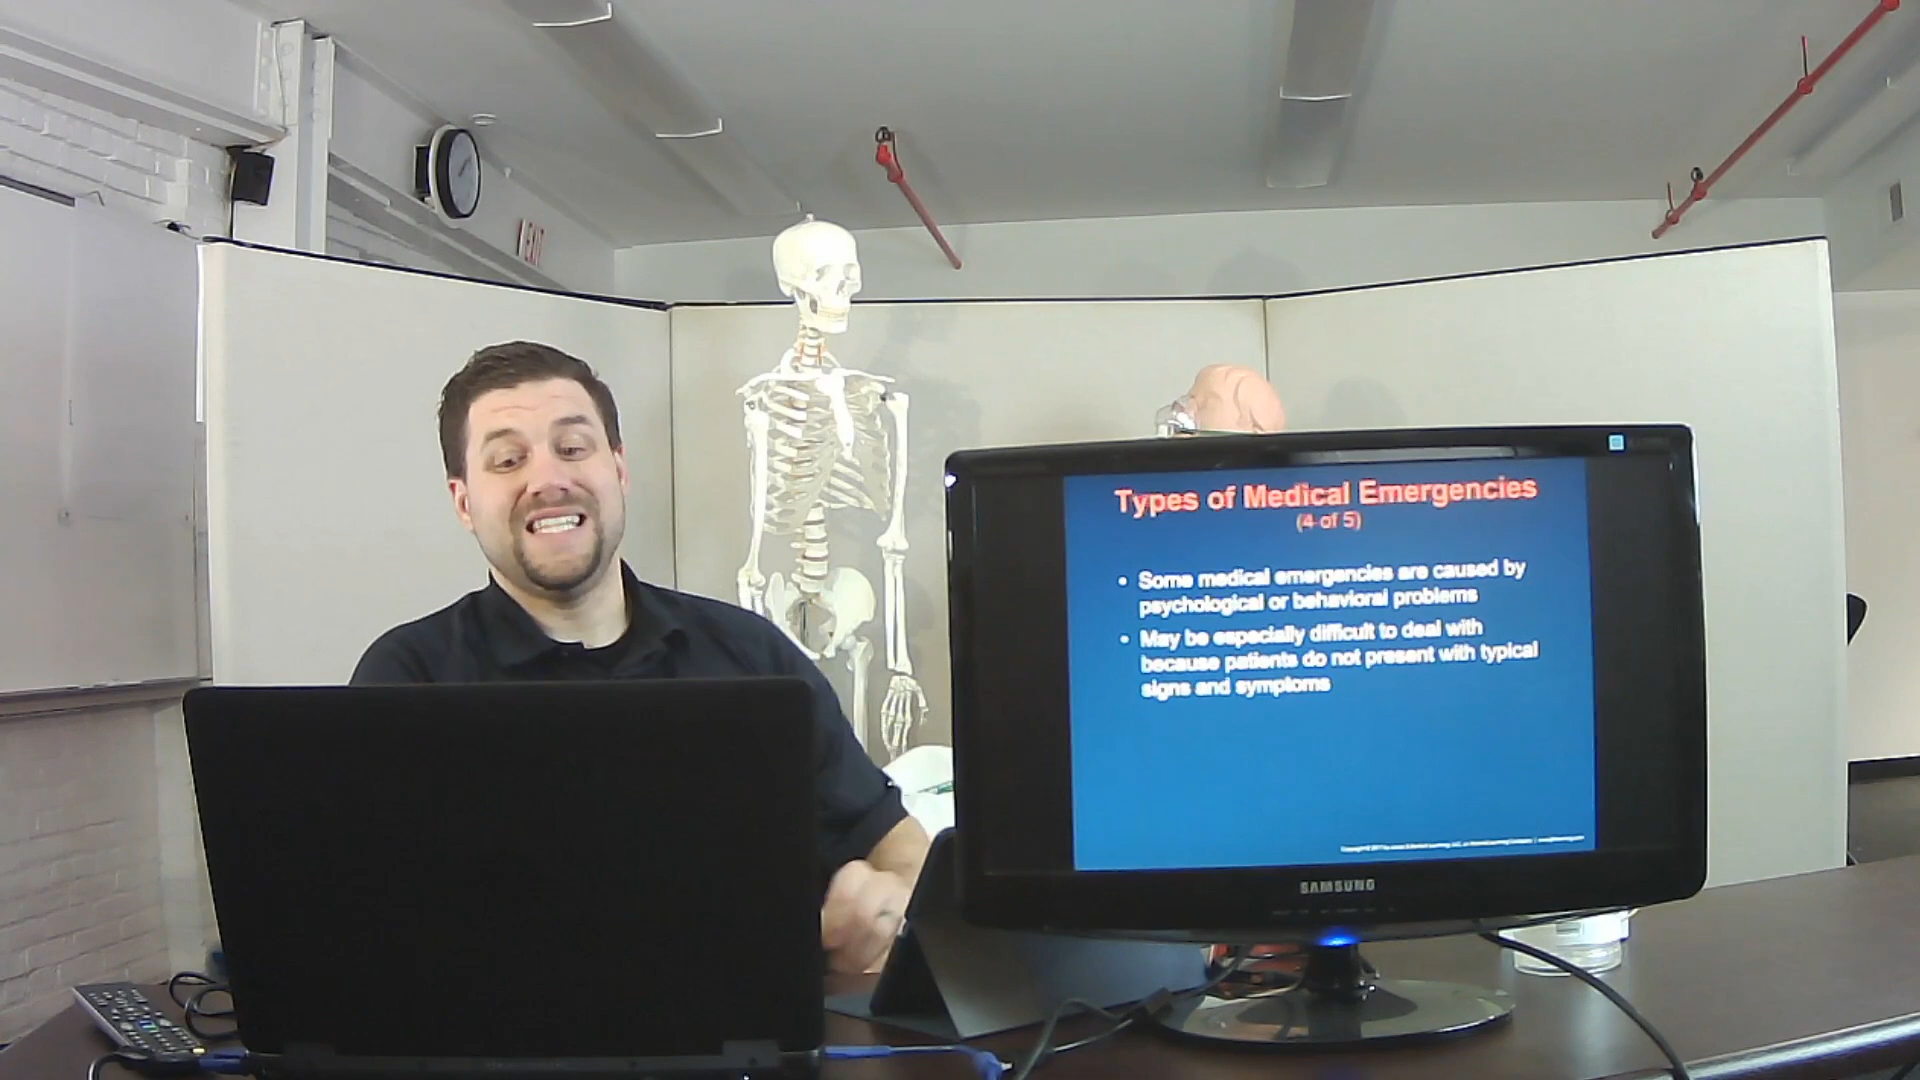 EXIT
Types of Medical Emergencies
(4 of 5)
• Some medical emergencies are caused by
psychological or behavioral problems
• May be especially difficult to deal with
because patients do not present with typical
signs and symptoms
SAMSUNG